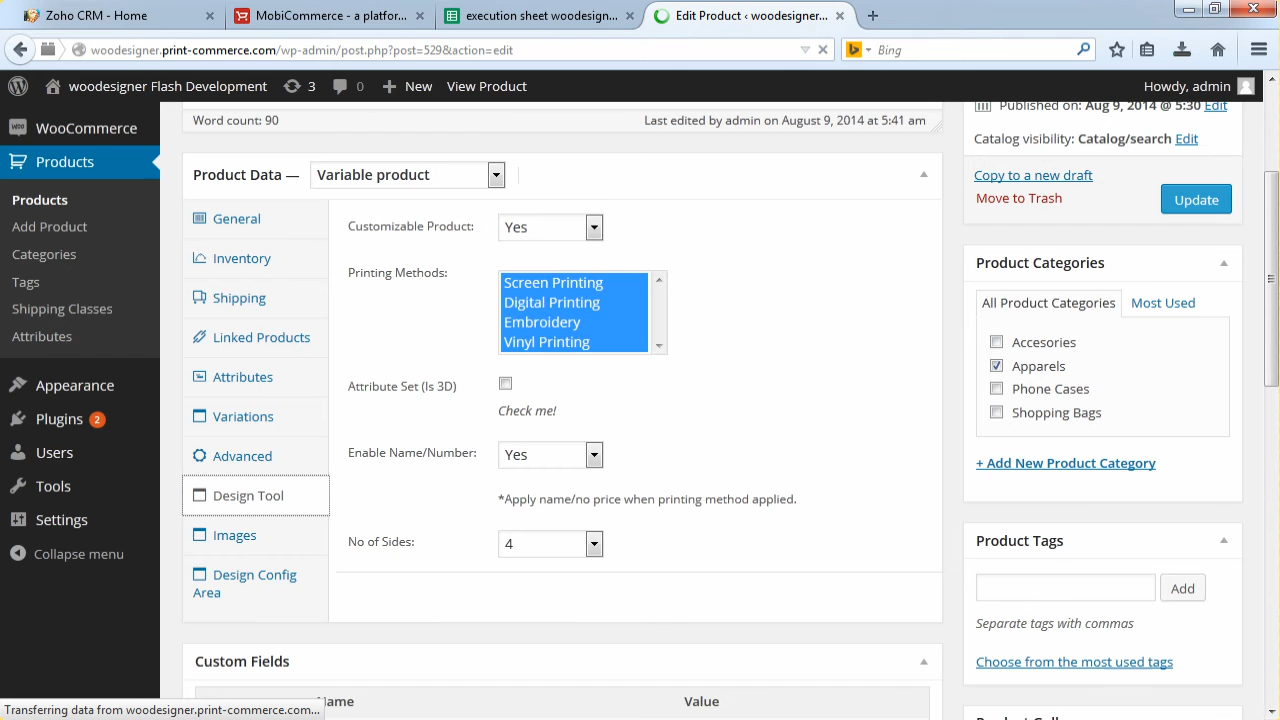 Zoho CRM - Home
MobiCommerce - a platfor...
execution sheet woodesign...
Edit Product ‹ woodesigner...
woodesigner.print-commerce.com/wp-admin/post.php?post=529&action=edit
Bing
woodesigner Flash Development
3
0
New
View Product
Howdy, admin
WooCommerce
Products
Products
Add Product
Categories
Tags
Shipping Classes
Attributes
Appearance
Plugins 2
Users
Tools
Settings
Collapse menu
Word count: 90
Last edited by admin on August 9, 2014 at 5:41 am
Product Data —
Variable product
General
Inventory
Shipping
Linked Products
Attributes
Variations
Advanced
Design Tool
Images
Design Config
Area
Customizable Product:
Yes
Printing Methods:
Screen Printing
Digital Printing
Embroidery
Vinyl Printing
Attribute Set (Is 3D)
Check me!
Enable Name/Number:
Yes
*Apply name/no price when printing method applied.
No of Sides:
4
Custom Fields
Name
Value
Published on: Aug 9, 2014 @ 5:30 Edit
Catalog visibility: Catalog/search Edit
Copy to a new draft
Move to Trash
Update
Product Categories
All Product Categories
Most Used
Accesories
Apparels
Phone Cases
Shopping Bags
+ Add New Product Category
Product Tags
Add
Separate tags with commas
Choose from the most used tags
Transferring data from woodesigner.print-commerce.com...